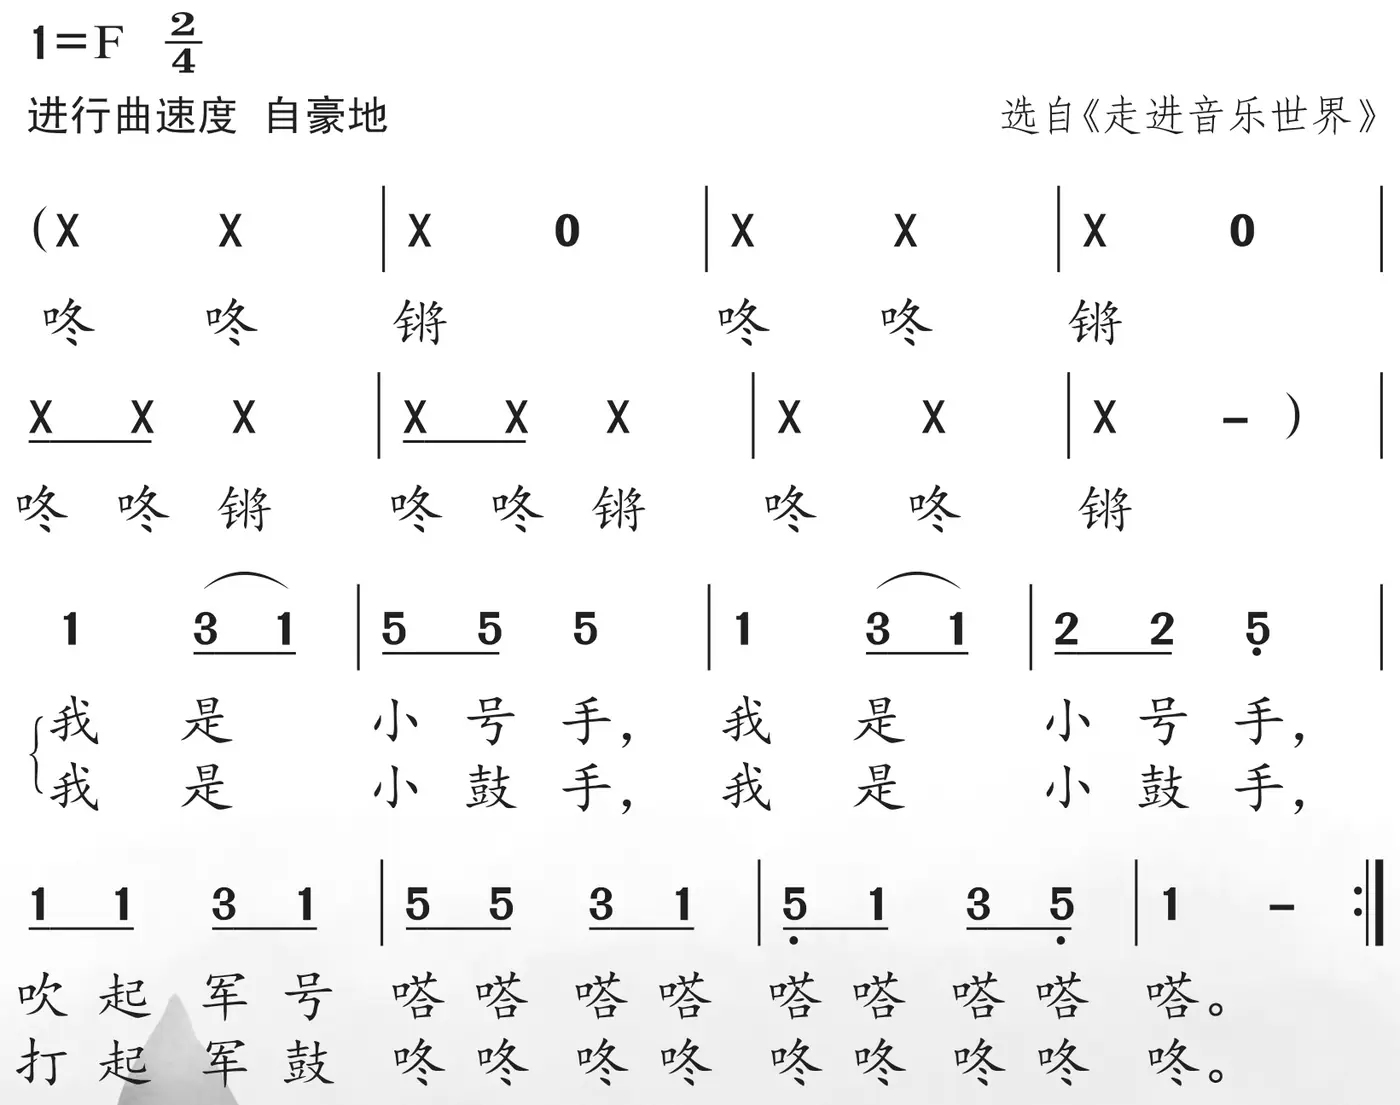 1=F 2/4
进行曲速度 自豪地 选自《走进音乐世界》
(X X | X 0 | X X | X 0 |
咚 咚 锵 咚 咚 锵
X X X | X X X | X X | X – ) |
咚 咚 锵 咚 咚 锵 咚 咚 锵
1 3 1 | 5 5 5 | 1 3 1 | 2 2 5̣ |
我 是 小 号 手， 我 是 小 号 手，
我 是 小 鼓 手， 我 是 小 鼓 手，
1 1 3 1 | 5 5 3 1 | 5̣ 1 3 5̣ | 1 – :‖
吹 起 军 号 嗒 嗒 嗒 嗒 嗒 嗒 嗒 嗒 嗒。
打 起 军 鼓 咚 咚 咚 咚 咚 咚 咚 咚 咚。